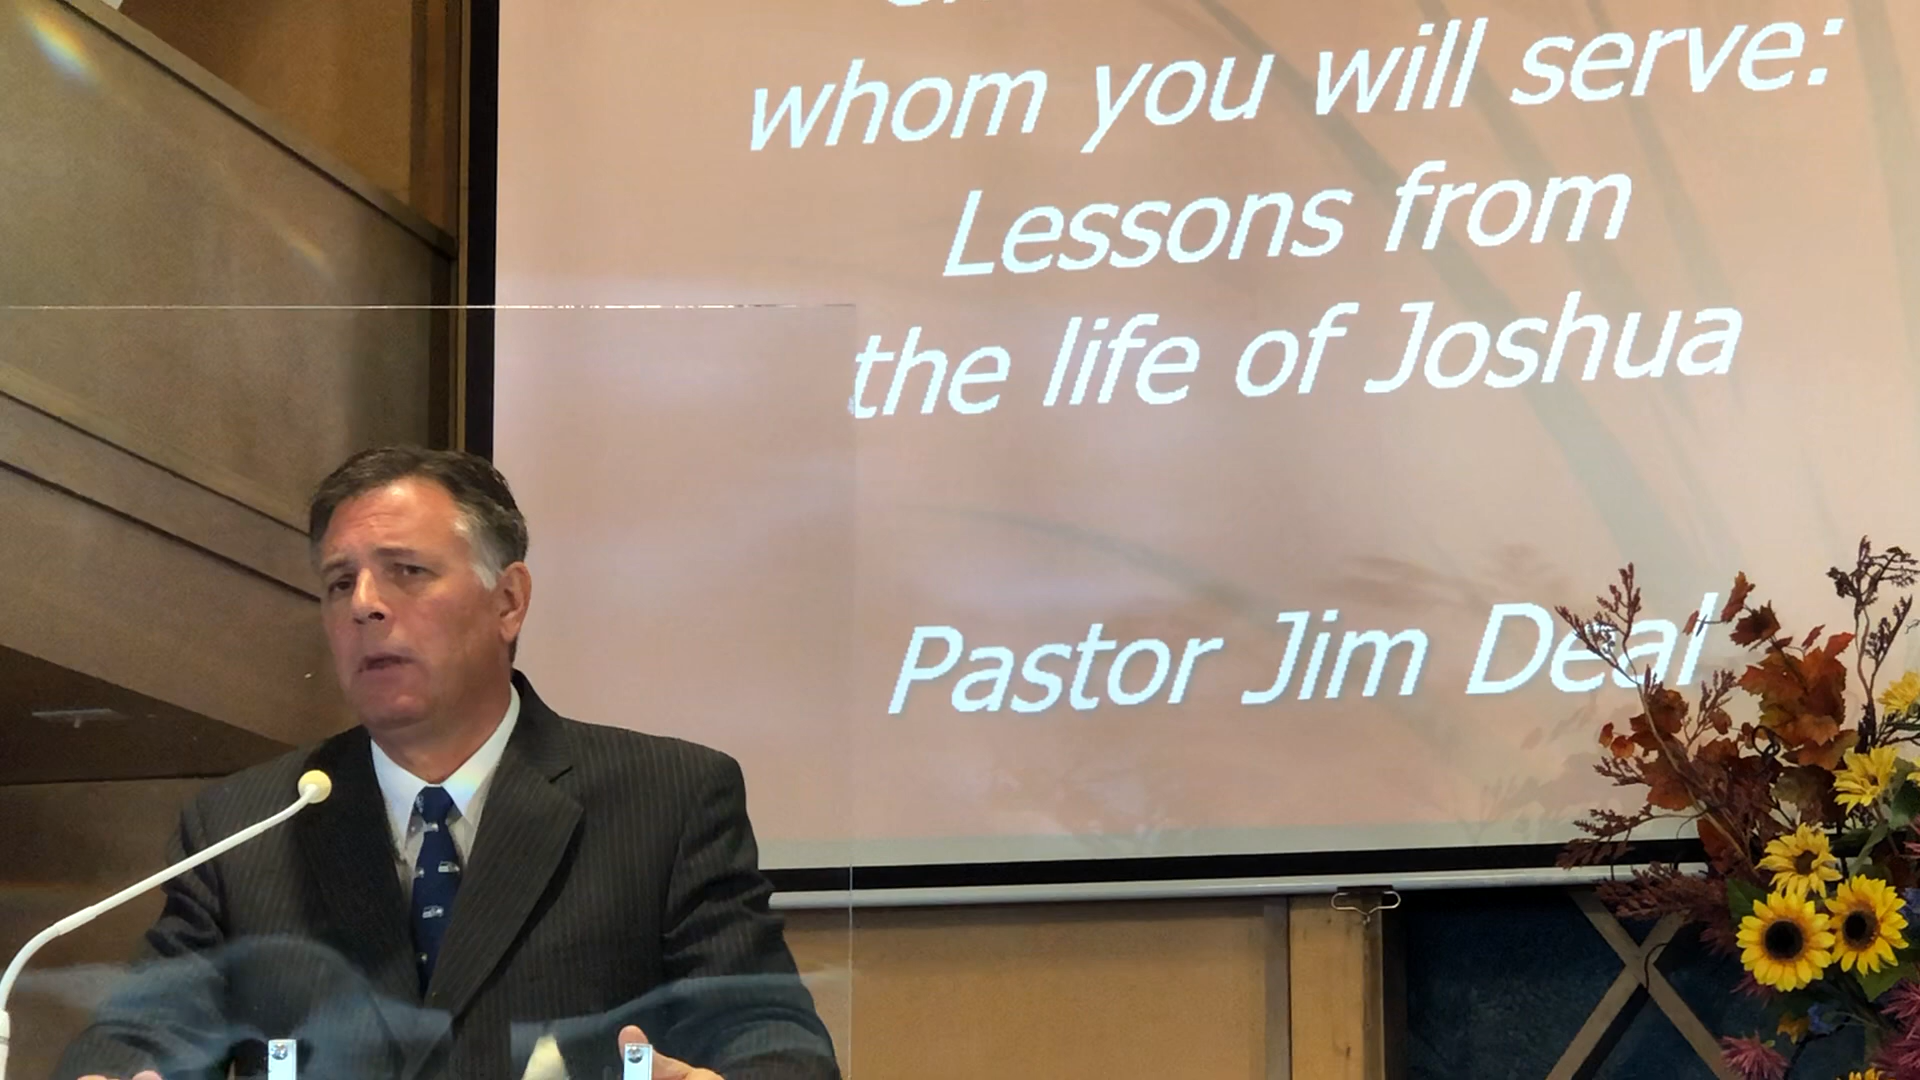 whom you will serve:
Lessons from
the life of Joshua
Pastor Jim Deal